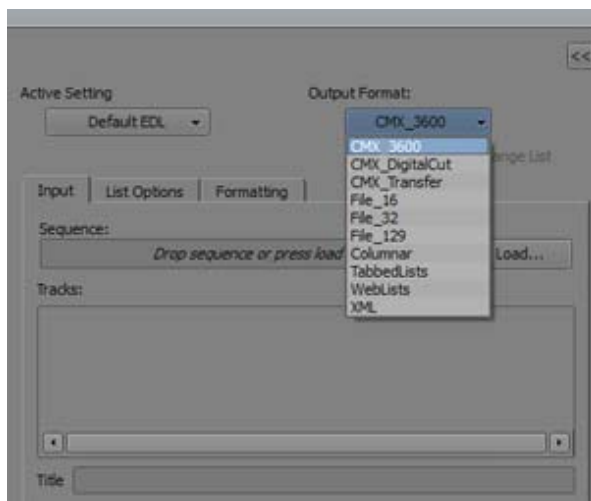 <<
Active Setting
Output Format:
Default EDL
CMX_3600
CMX_3600
CMX_DigitalCut
CMX_Transfer
File_16
File_32
File_129
Columnar
TabbedLists
WebLists
XML
List
Input
List Options
Formatting
Sequence:
Drop sequence or press load
Load...
Tracks:
Title